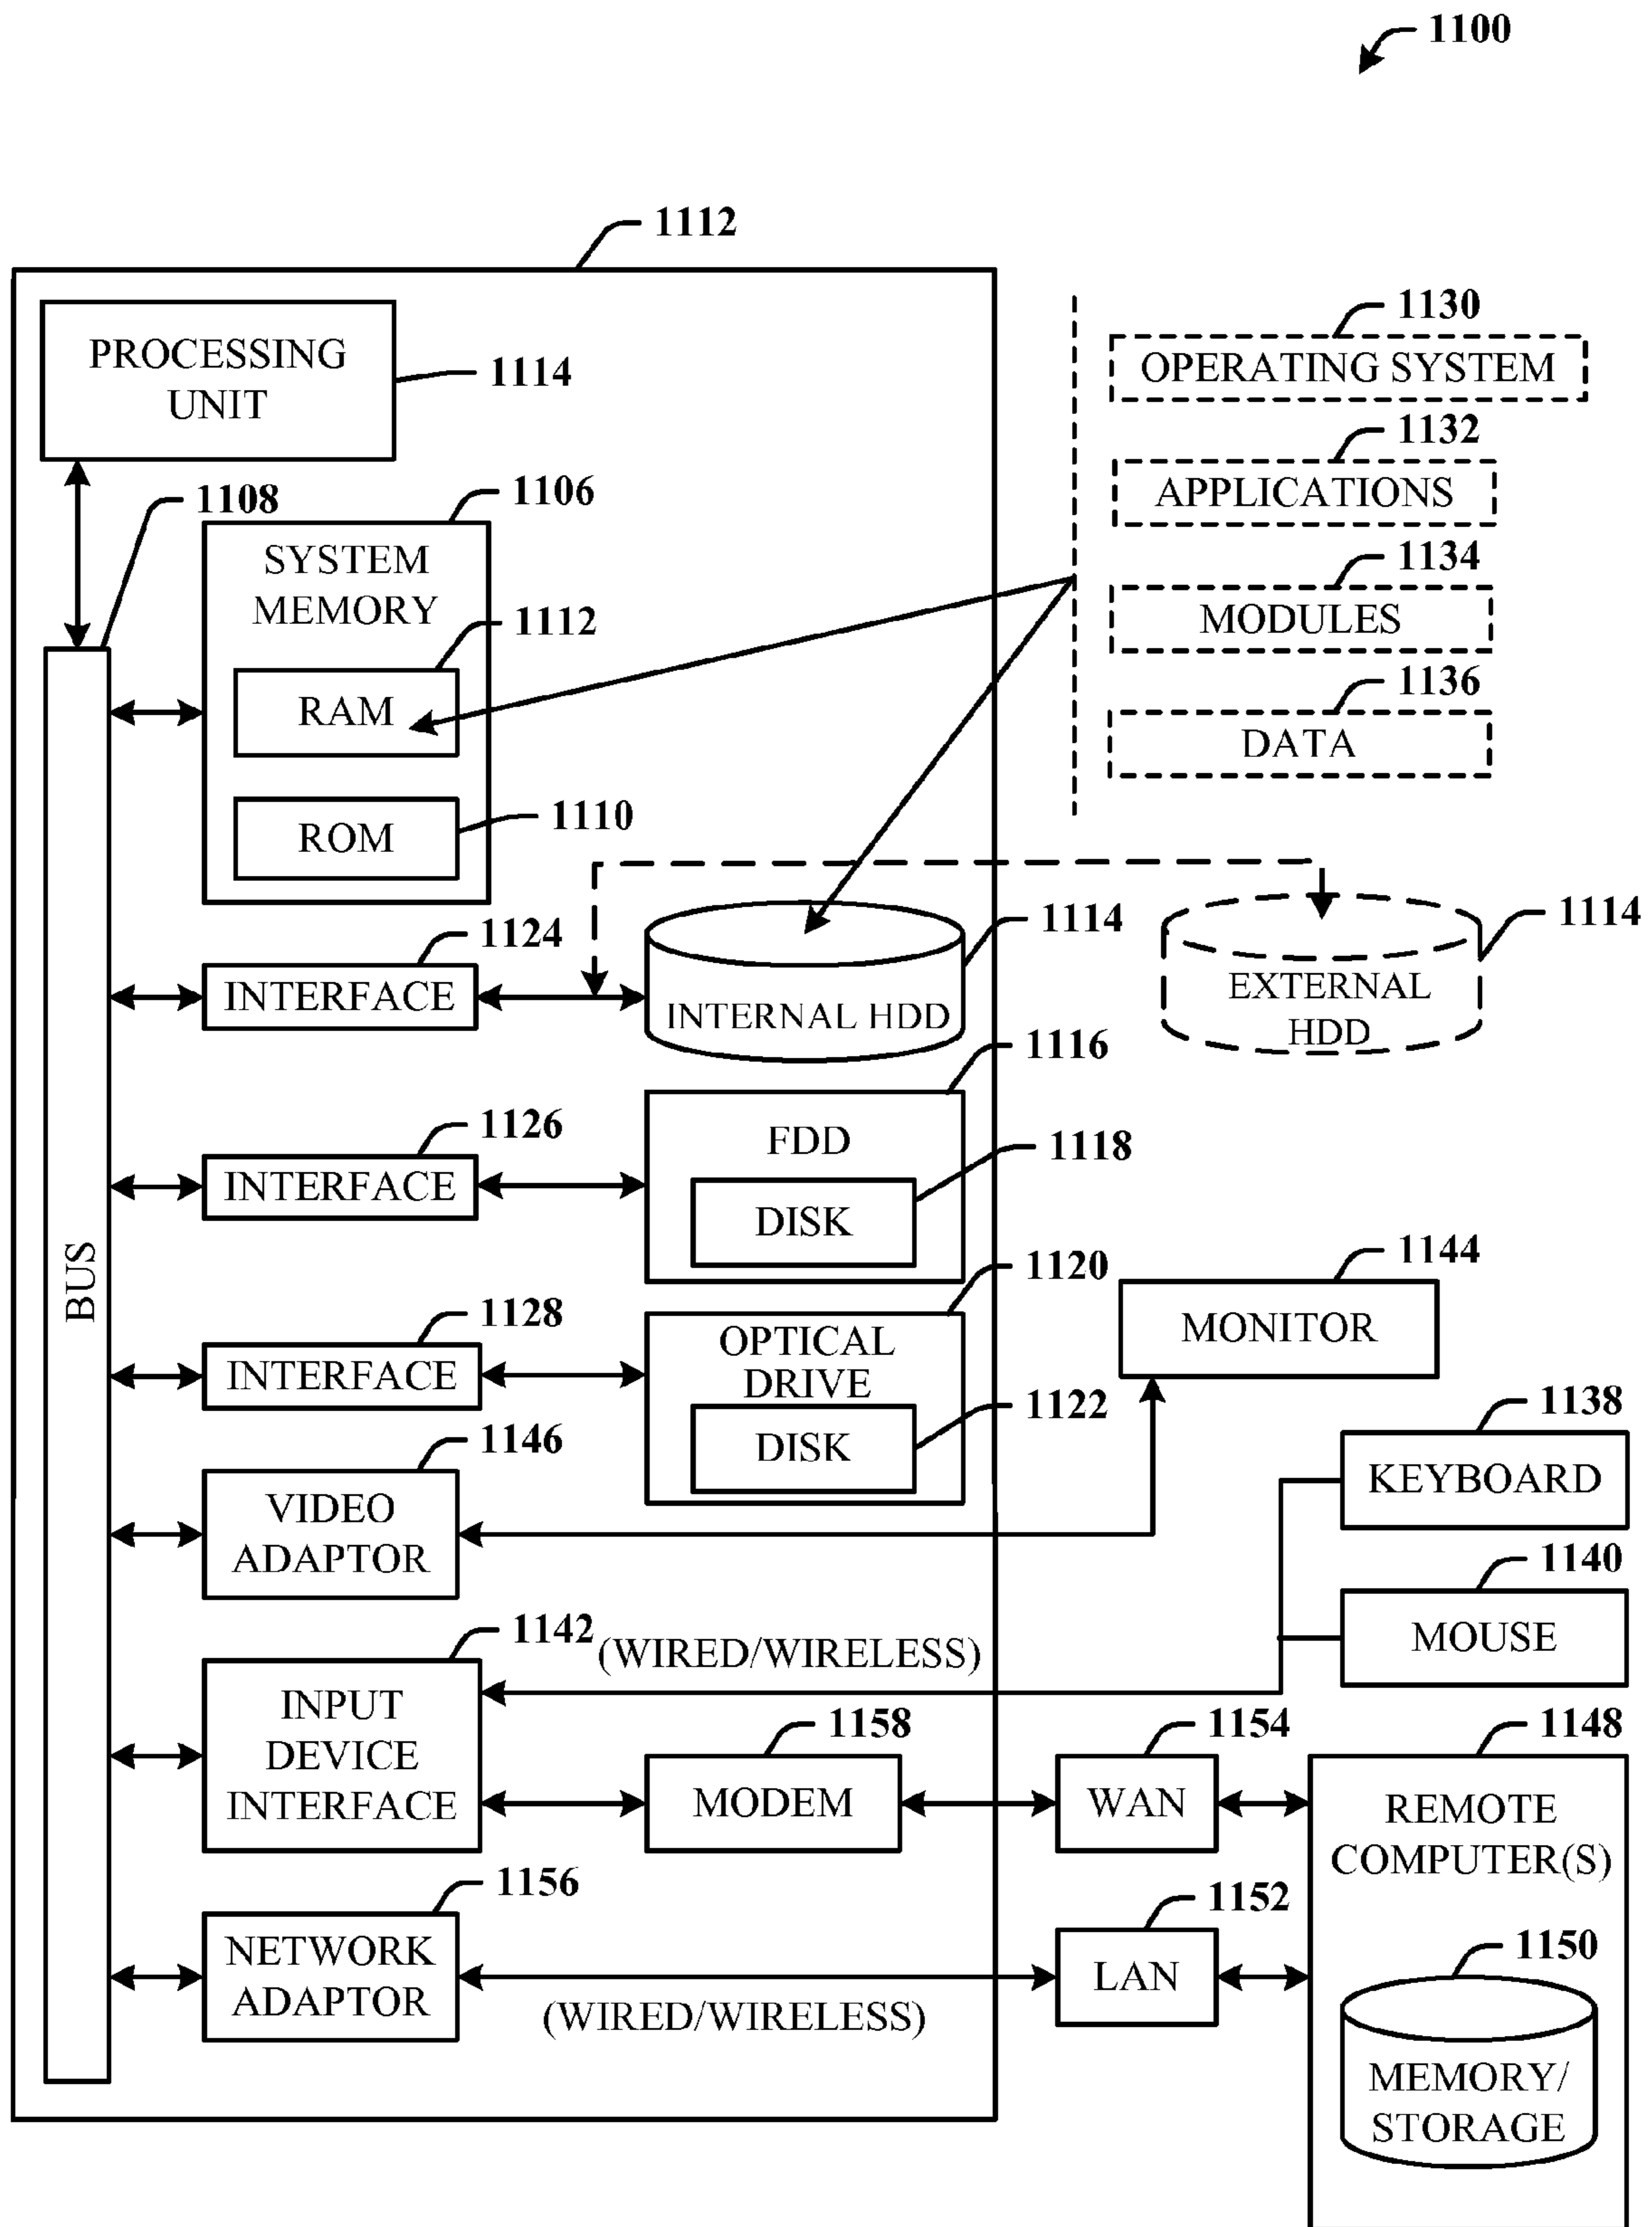 1100
1112
PROCESSING
UNIT
1114
1130
OPERATING SYSTEM
1132
APPLICATIONS
1134
MODULES
1136
DATA
1108
1106
SYSTEM
MEMORY
1112
RAM
1110
ROM
1124
INTERFACE
1114
INTERNAL HDD
1114
EXTERNAL
HDD
1116
FDD
1126
INTERFACE
1118
DISK
BUS
1120
OPTICAL
DRIVE
1128
INTERFACE
1122
DISK
1144
MONITOR
1146
VIDEO
ADAPTOR
1138
KEYBOARD
1140
MOUSE
1142
(WIRED/WIRELESS)
INPUT
DEVICE
INTERFACE
1158
MODEM
1154
WAN
1148
REMOTE
COMPUTER(S)
1156
NETWORK
ADAPTOR
(WIRED/WIRELESS)
1152
LAN
1150
MEMORY/
STORAGE